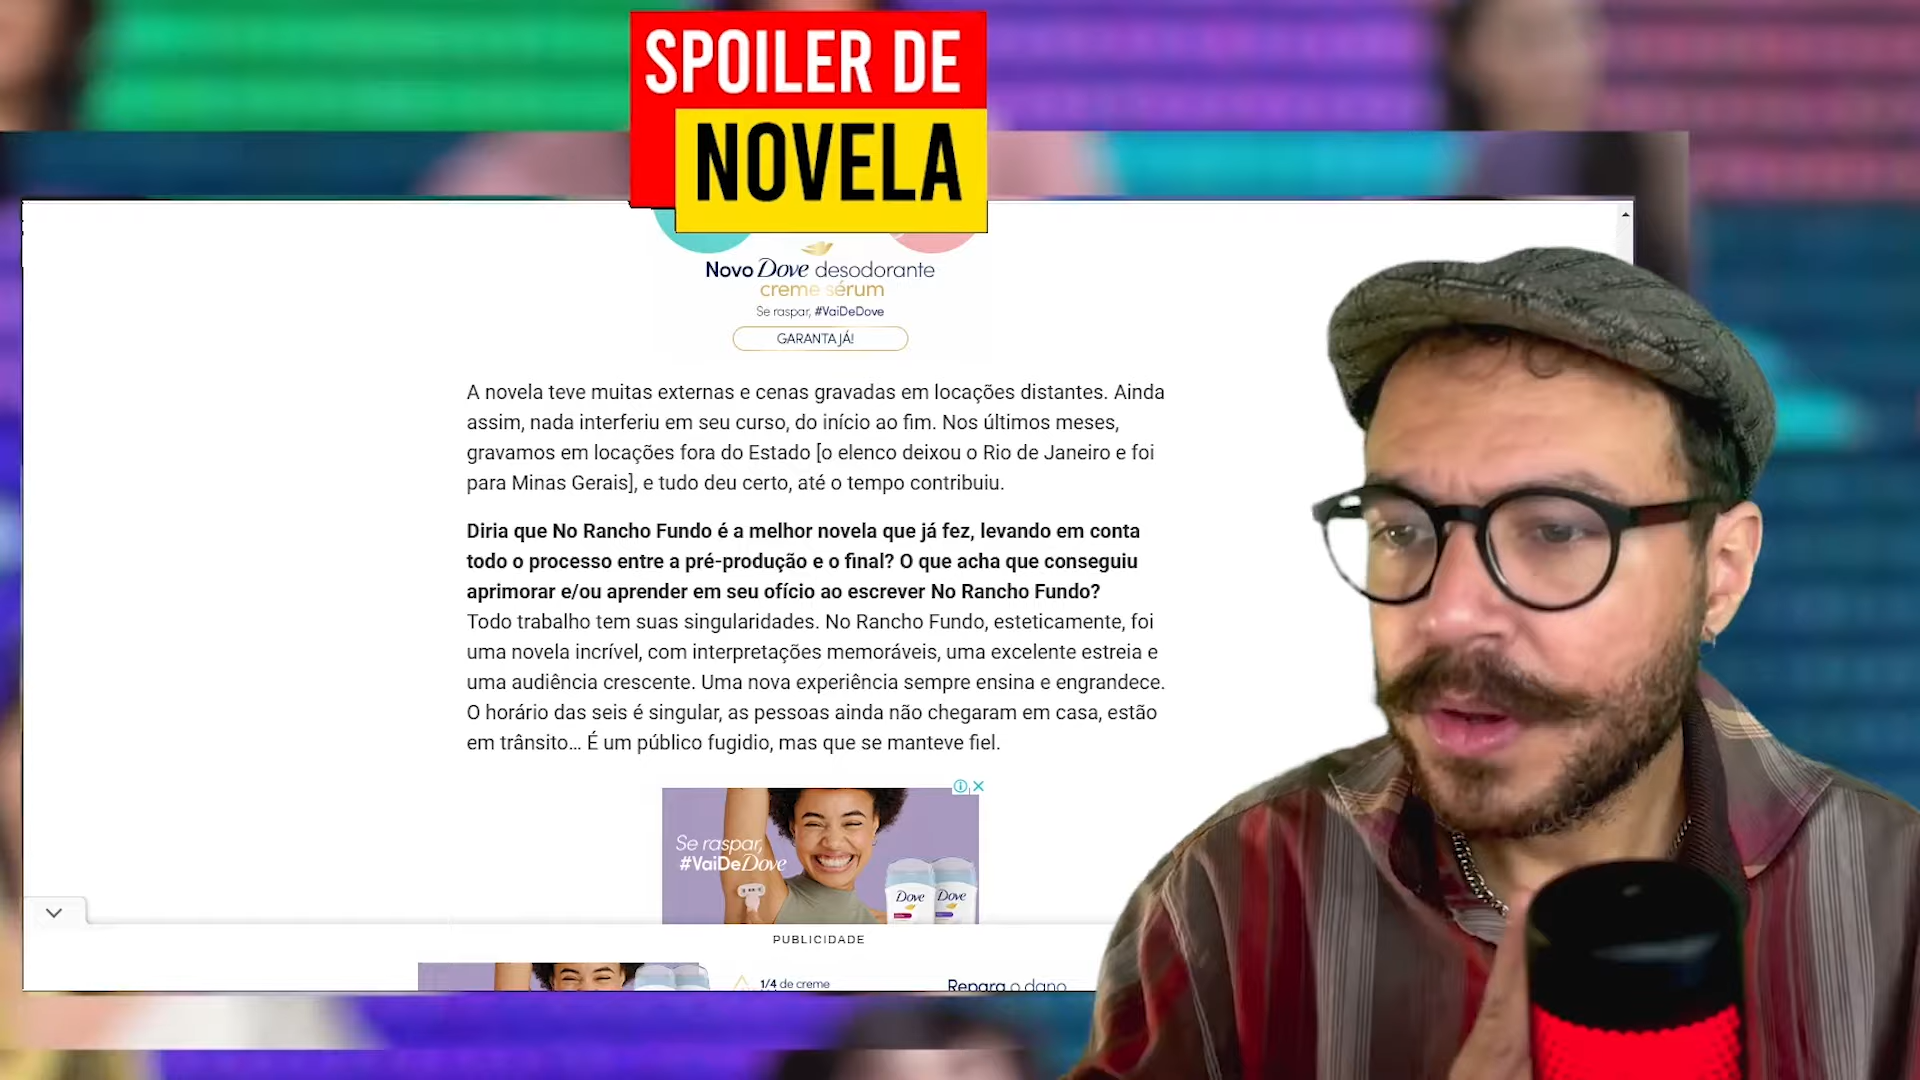 SPOILER DE
NOVELA
Novo Dove desodorante
creme sérum
Se raspar, #VaiDeDove
GARANTA JÁ!
A novela teve muitas externas e cenas gravadas em locações distantes. Ainda
assim, nada interferiu em seu curso, do início ao fim. Nos últimos meses,
gravamos em locações fora do Estado [o elenco deixou o Rio de Janeiro e foi
para Minas Gerais], e tudo deu certo, até o tempo contribuiu.
Diria que No Rancho Fundo é a melhor novela que já fez, levando em conta
todo o processo entre a pré-produção e o final? O que acha que conseguiu
aprimorar e/ou aprender em seu ofício ao escrever No Rancho Fundo?
Todo trabalho tem suas singularidades. No Rancho Fundo, esteticamente, foi
uma novela incrível, com interpretações memoráveis, uma excelente estreia e
uma audiência crescente. Uma nova experiência sempre ensina e engrandece.
O horário das seis é singular, as pessoas ainda não chegaram em casa, estão
em trânsito... É um público fugidio, mas que se manteve fiel.
Se raspar,
#VaiDeDove
Dove Dove
PUBLICIDADE
1/4 de creme
Repara o dano